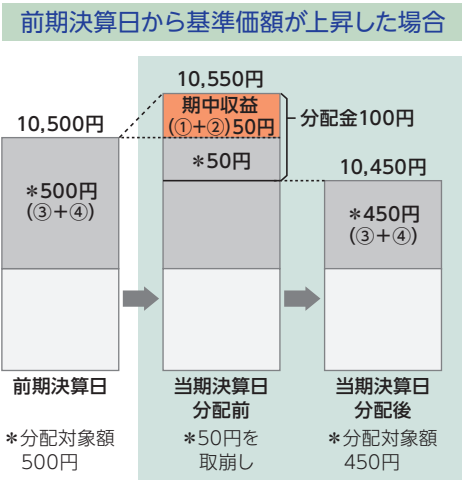 前期決算日から基準価額が上昇した場合
10,550円
期中収益
(①+②)50円
分配金100円
10,500円
*50円
10,450円
*500円
(③+④)
*450円
(③+④)
前期決算日
当期決算日
分配前
当期決算日
分配後
*分配対象額
500円
*50円を
取崩し
*分配対象額
450円